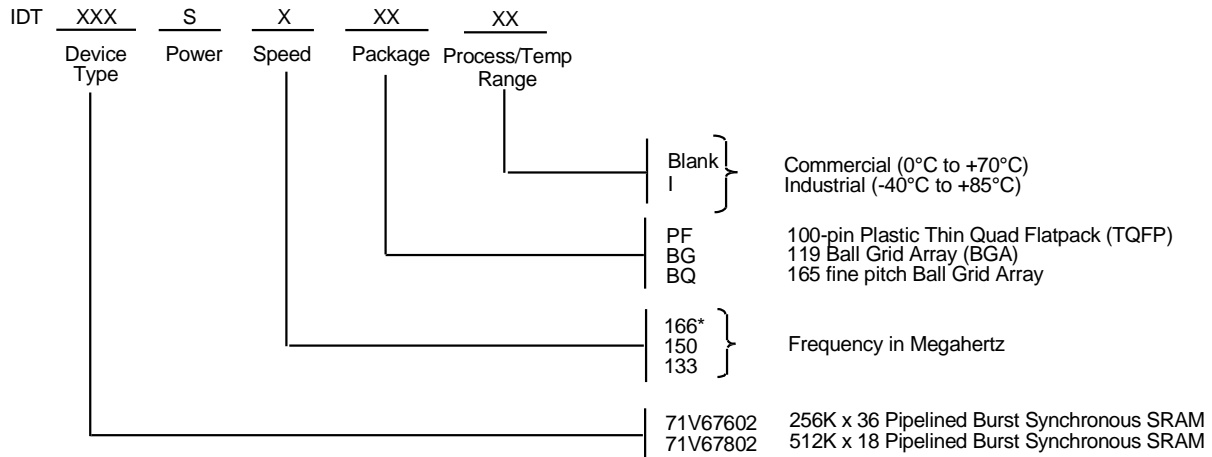 IDT XXX S X XX XX
Device Type Power Speed Package Process/Temp Range
Blank Commercial (0°C to +70°C)
I Industrial (-40°C to +85°C)
PF 100-pin Plastic Thin Quad Flatpack (TQFP)
BG 119 Ball Grid Array (BGA)
BQ 165 fine pitch Ball Grid Array
166*
150 Frequency in Megahertz
133
71V67602 256K x 36 Pipelined Burst Synchronous SRAM
71V67802 512K x 18 Pipelined Burst Synchronous SRAM